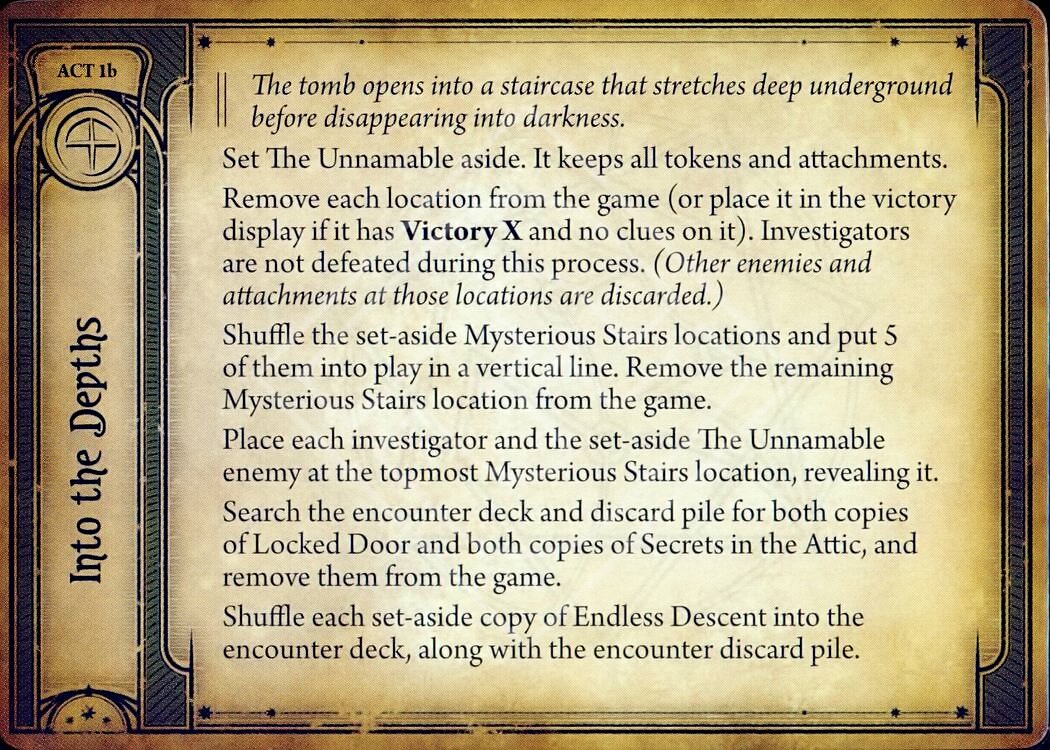 ACT 1b
Into the Depths
The tomb opens into a staircase that stretches deep underground
before disappearing into darkness.
Set The Unnamable aside. It keeps all tokens and attachments.
Remove each location from the game (or place it in the victory
display if it has Victory X and no clues on it). Investigators
are not defeated during this process. (Other enemies and
attachments at those locations are discarded.)
Shuffle the set-aside Mysterious Stairs locations and put 5
of them into play in a vertical line. Remove the remaining
Mysterious Stairs location from the game.
Place each investigator and the set-aside The Unnamable
enemy at the topmost Mysterious Stairs location, revealing it.
Search the encounter deck and discard pile for both copies
of Locked Door and both copies of Secrets in the Attic, and
remove them from the game.
Shuffle each set-aside copy of Endless Descent into the
encounter deck, along with the encounter discard pile.